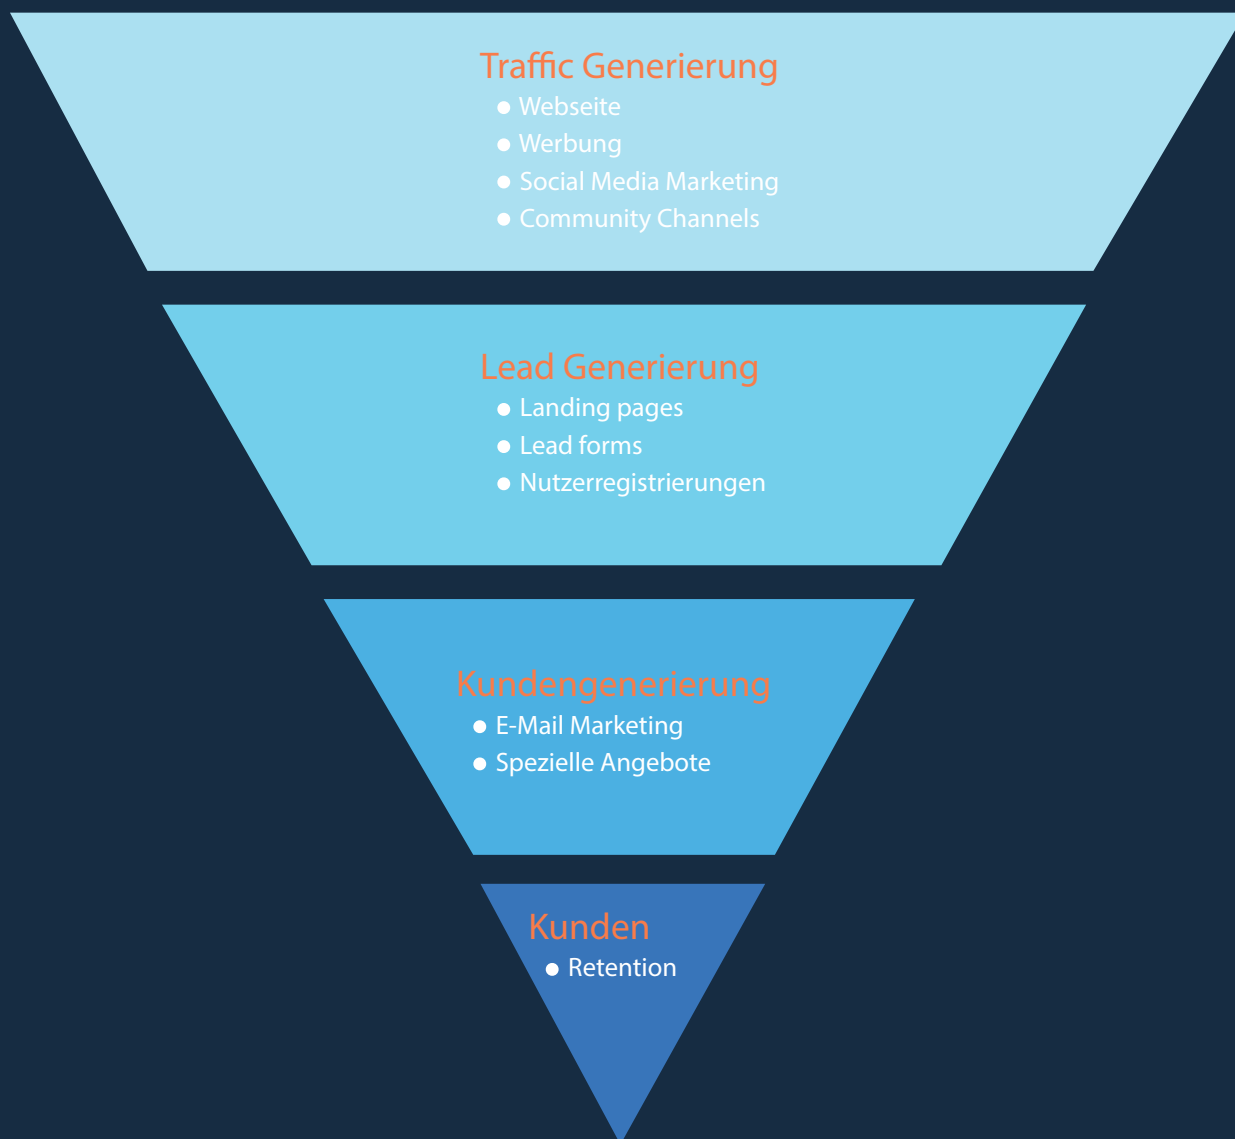 Traffic Generierung
● Webseite
● Werbung
● Social Media Marketing
● Community Channels
Lead Generierung
● Landing pages
● Lead forms
● Nutzerregistrierungen
Kundengenerierung
● E-Mail Marketing
● Spezielle Angebote
Kunden
● Retention